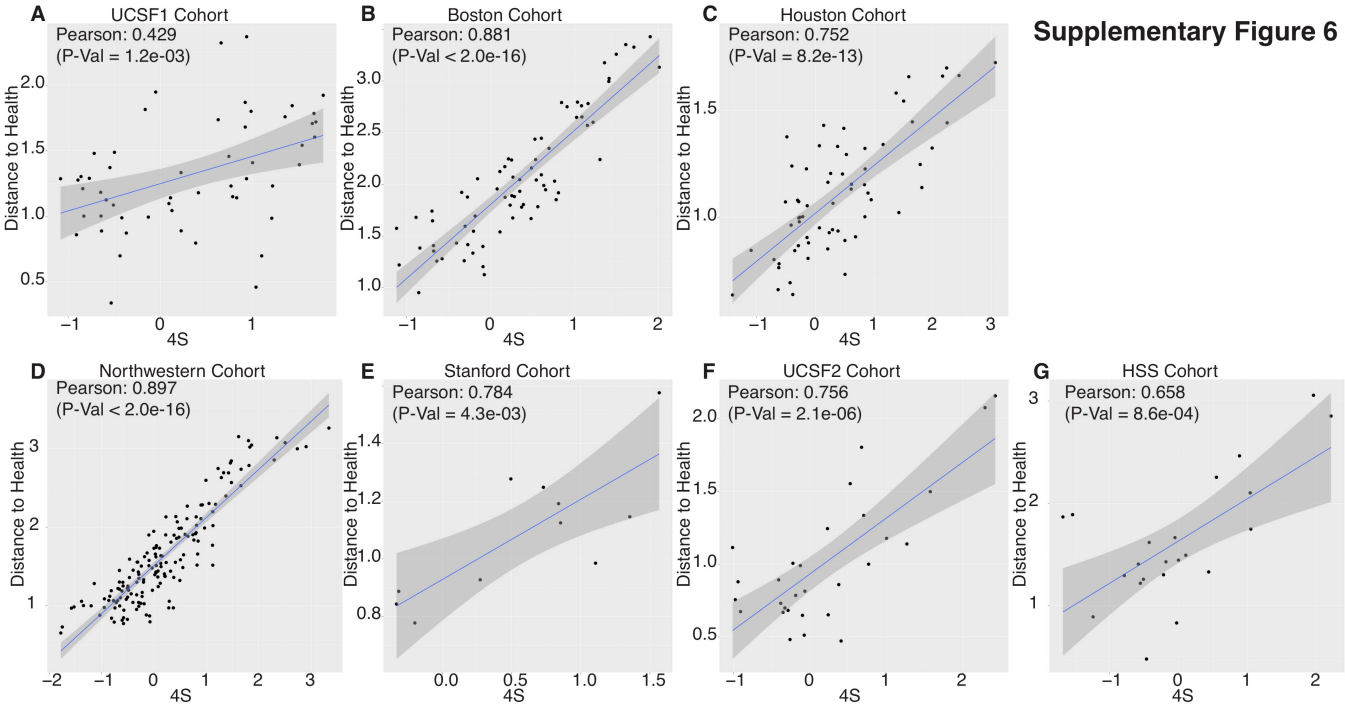 Supplementary Figure 6
A
UCSF1 Cohort
Pearson: 0.429
(P-Val = 1.2e-03)
Distance to Health
2.0
1.5
1.0
0.5
−1 0 1
4S
B
Boston Cohort
Pearson: 0.881
(P-Val < 2.0e-16)
Distance to Health
3.0
2.5
2.0
1.5
1.0
−1 0 1 2
4S
C
Houston Cohort
Pearson: 0.752
(P-Val = 8.2e-13)
Distance to Health
1.5
1.0
−1 0 1 2 3
4S
D
Northwestern Cohort
Pearson: 0.897
(P-Val < 2.0e-16)
Distance to Health
3
2
1
−2 −1 0 1 2 3
4S
E
Stanford Cohort
Pearson: 0.784
(P-Val = 4.3e-03)
Distance to Health
1.4
1.2
1.0
0.8
0.0 0.5 1.0 1.5
4S
F
UCSF2 Cohort
Pearson: 0.756
(P-Val = 2.1e-06)
Distance to Health
2.0
1.5
1.0
0.5
−1 0 1 2
4S
G
HSS Cohort
Pearson: 0.658
(P-Val = 8.6e-04)
Distance to Health
3
2
1
−1 0 1 2
4S